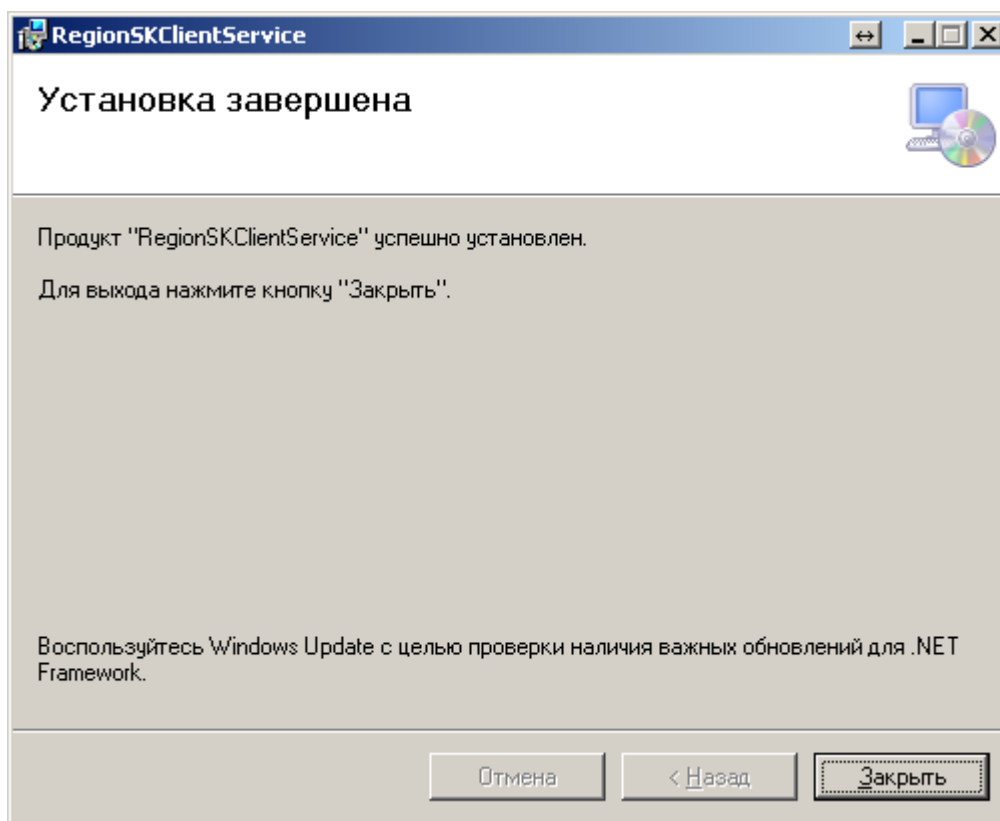 RegionSKClientService
Установка завершена
Продукт "RegionSKClientService" успешно установлен.
Для выхода нажмите кнопку "Закрыть".
Воспользуйтесь Windows Update с целью проверки наличия важных обновлений для .NET
Framework.
Отмена
< Назад
Закрыть